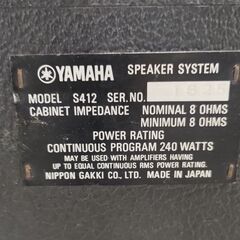 YAMAHA SPEAKER SYSTEM
MODEL S412 SER.NO.
CABINET IMPEDANCE NOMINAL 8 OHMS
MINIMUM 8 OHMS
POWER RATING
CONTINUOUS PROGRAM 240 WATTS
MAY BE USED WITH AMPLIFIERS HAVING
UP TO EQUAL CONTINUOUS RMS POWER RATING.
NIPPON GAKKI CO., LTD. MADE IN JAPAN